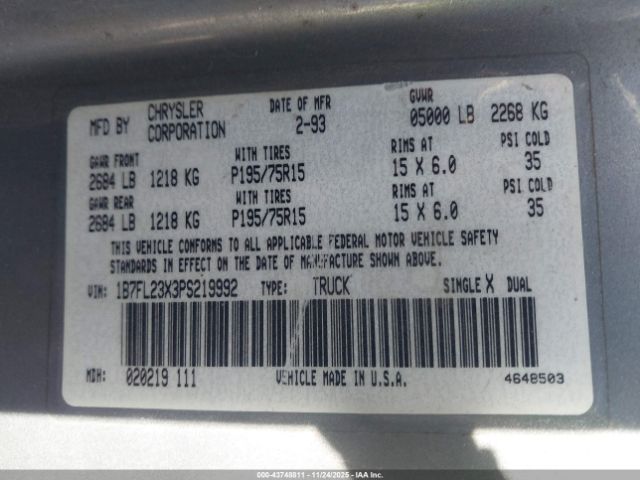 MFD BY CHRYSLER CORPORATION DATE OF MFR 2-93 GVWR 05000 LB 2268 KG
GAWR FRONT WITH TIRES RIMS AT PSI COLD
2684 LB 1218 KG P195/75R15 15 X 6.0 35
GAWR REAR WITH TIRES RIMS AT PSI COLD
2684 LB 1218 KG P195/75R15 15 X 6.0 35
THIS VEHICLE CONFORMS TO ALL APPLICABLE FEDERAL MOTOR VEHICLE SAFETY
STANDARDS IN EFFECT ON THE DATE OF MANUFACTURE SHOWN ABOVE.
VIN: 1B7FL23X3PS219992 TYPE: TRUCK SINGLE X DUAL
MDH: 020219 111 VEHICLE MADE IN U.S.A. 4648503
000-43748811 - 11/24/2025 - IAA Inc.